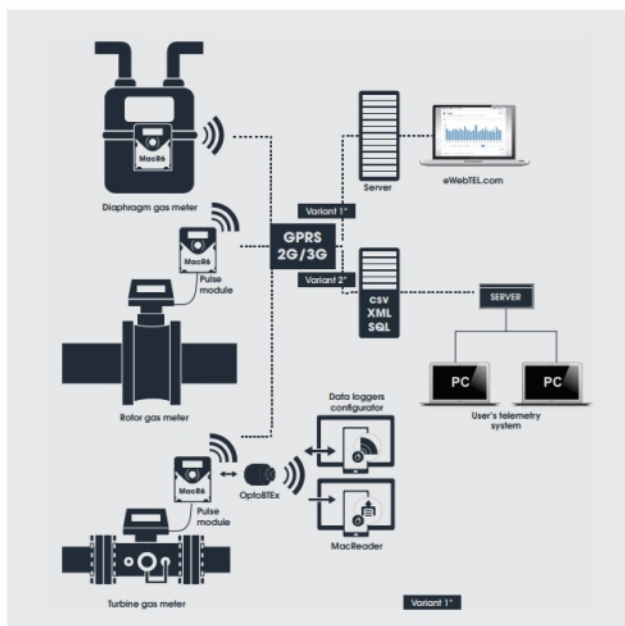 MacR6
Diaphragm gas meter
MacR6
Pulse
module
Rotor gas meter
MacR6
Pulse
module
OptoBTEx
Turbine gas meter
GPRS
2G/3G
Variant 1*
Variant 2*
Server
eWebTEL.com
CSV
XML
SQL
SERVER
PC
PC
User's telemetry
system
Data loggers
configurator
MacReader
Variant 1*